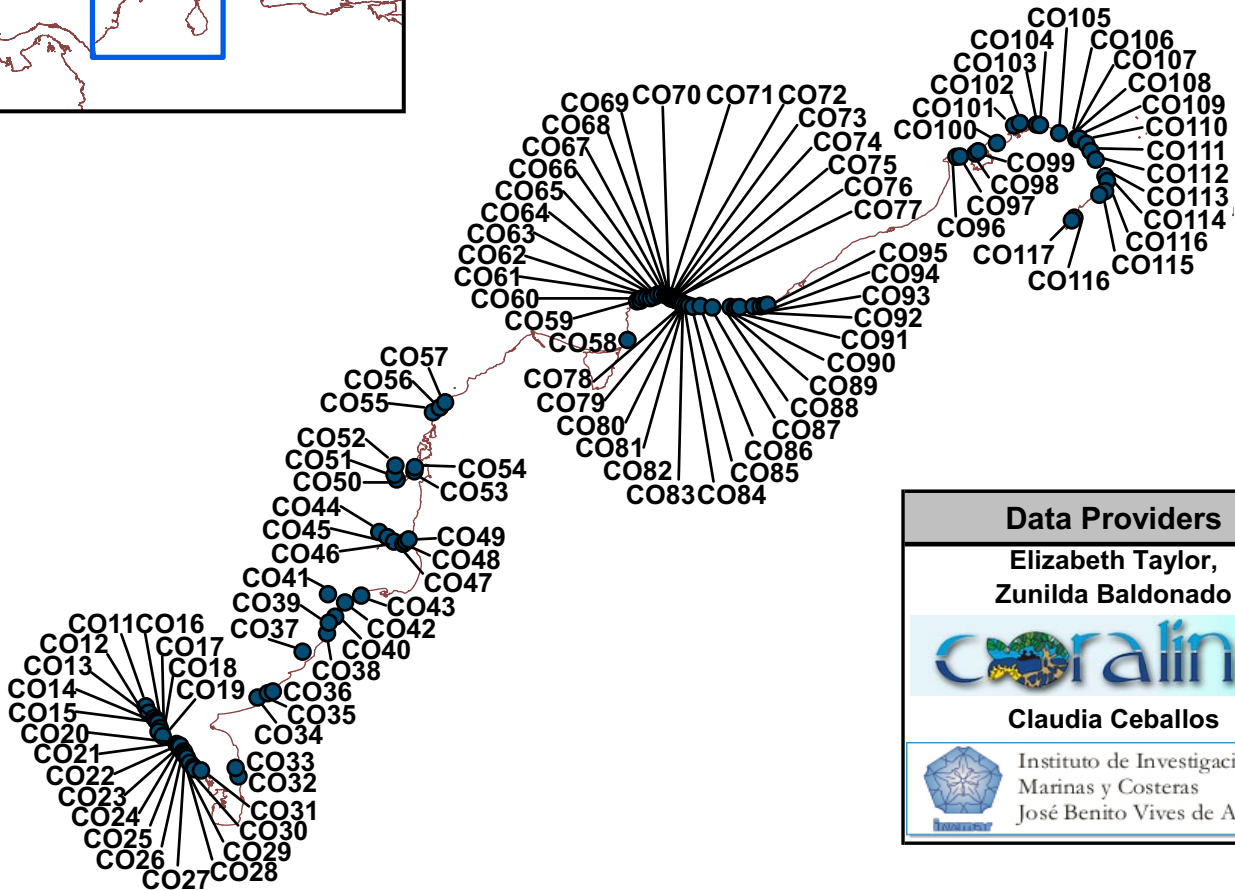 CO105
CO104
CO106
CO103
CO107
CO102
CO108
CO101
CO109
CO100
CO110
CO111
CO112
CO113
CO114
CO116
CO115
CO116
CO117
CO99
CO98
CO97
CO96
CO69
CO70
CO71
CO72
CO68
CO73
CO67
CO74
CO66
CO75
CO65
CO76
CO64
CO77
CO63
CO62
CO61
CO60
CO59
CO58
CO95
CO94
CO93
CO92
CO91
CO90
CO89
CO88
CO87
CO86
CO85
CO78
CO79
CO80
CO81
CO82
CO83
CO84
CO57
CO56
CO55
CO52
CO51
CO50
CO54
CO53
CO44
CO45
CO46
CO49
CO48
CO47
CO41
CO39
CO37
CO43
CO42
CO40
CO38
CO36
CO35
CO34
CO11
CO16
CO12
CO17
CO13
CO18
CO14
CO19
CO15
CO20
CO21
CO22
CO23
CO24
CO25
CO26
CO27
CO28
CO29
CO30
CO31
CO33
CO32
Data Providers
Elizabeth Taylor,
Zunilda Baldonado
coralin
Claudia Ceballos
Instituto de Investigaci
Marinas y Costeras
José Benito Vives de A
invemar